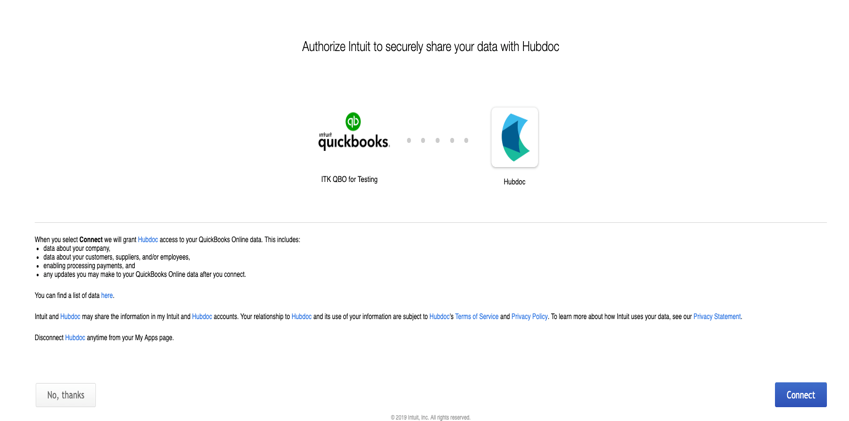 Authorize Intuit to securely share your data with Hubdoc
qb
intuit
quickbooks.
ITK QBO for Testing
Hubdoc
When you select Connect we will grant Hubdoc access to your QuickBooks Online data. This includes:
• data about your company,
• data about your customers, suppliers, and/or employees,
• enabling processing payments, and
• any updates you may make to your QuickBooks Online data after you connect.
You can find a list of data here.
Intuit and Hubdoc may share the information in my Intuit and Hubdoc accounts. Your relationship to Hubdoc and its use of your information are subject to Hubdoc's Terms of Service and Privacy Policy. To learn more about how Intuit uses your data, see our Privacy Statement.
Disconnect Hubdoc anytime from your My Apps page.
No, thanks
Connect
© 2019 Intuit, Inc. All rights reserved.